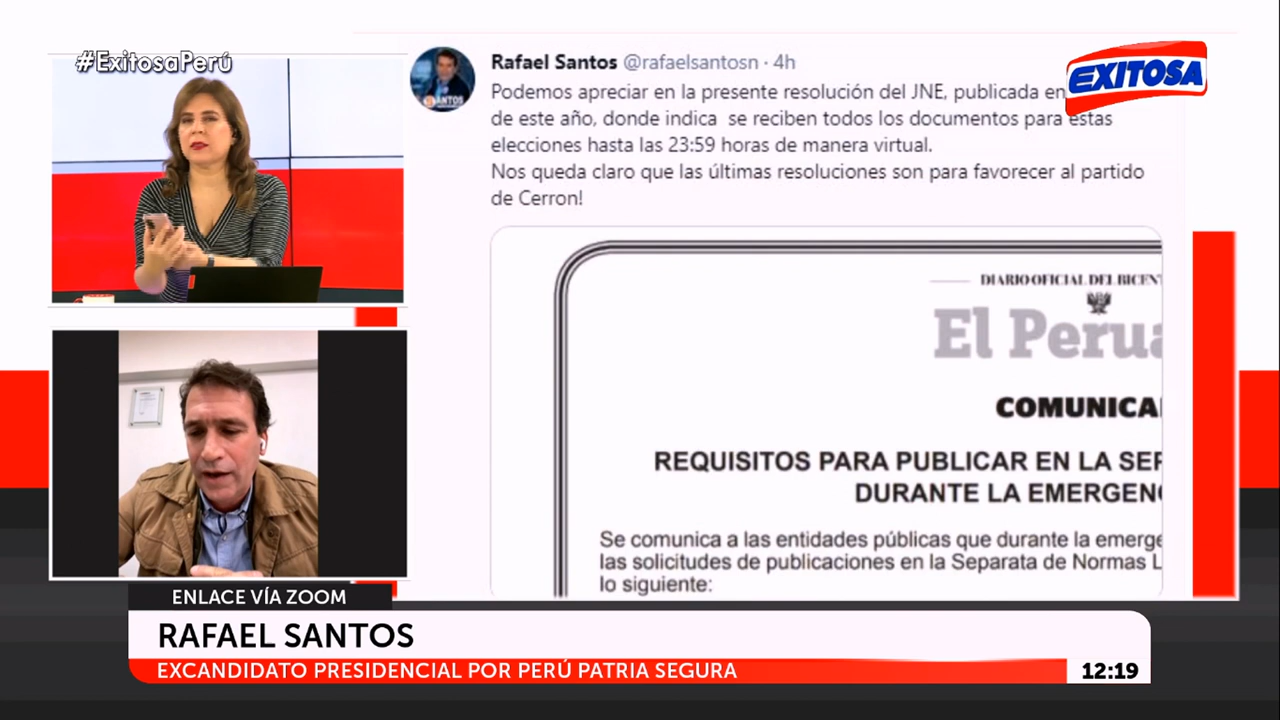 #ExitosaPerú
EXITOSA
Rafael Santos @rafaelsantosn · 4h
Podemos apreciar en la presente resolución del JNE, publicada en
de este año, donde indica se reciben todos los documentos para estas
elecciones hasta las 23:59 horas de manera virtual.
Nos queda claro que las últimas resoluciones son para favorecer al partido
de Cerron!
SANTOS
DIARIO OFICIAL DEL BICENT
El Perua
COMUNICA
REQUISITOS PARA PUBLICAR EN LA SEP
DURANTE LA EMERGENC
Se comunica a las entidades públicas que durante la emerge
las solicitudes de publicaciones en la Separata de Normas L
lo siguiente:
ENLACE VÍA ZOOM
RAFAEL SANTOS
EXCANDIDATO PRESIDENCIAL POR PERÚ PATRIA SEGURA
12:19